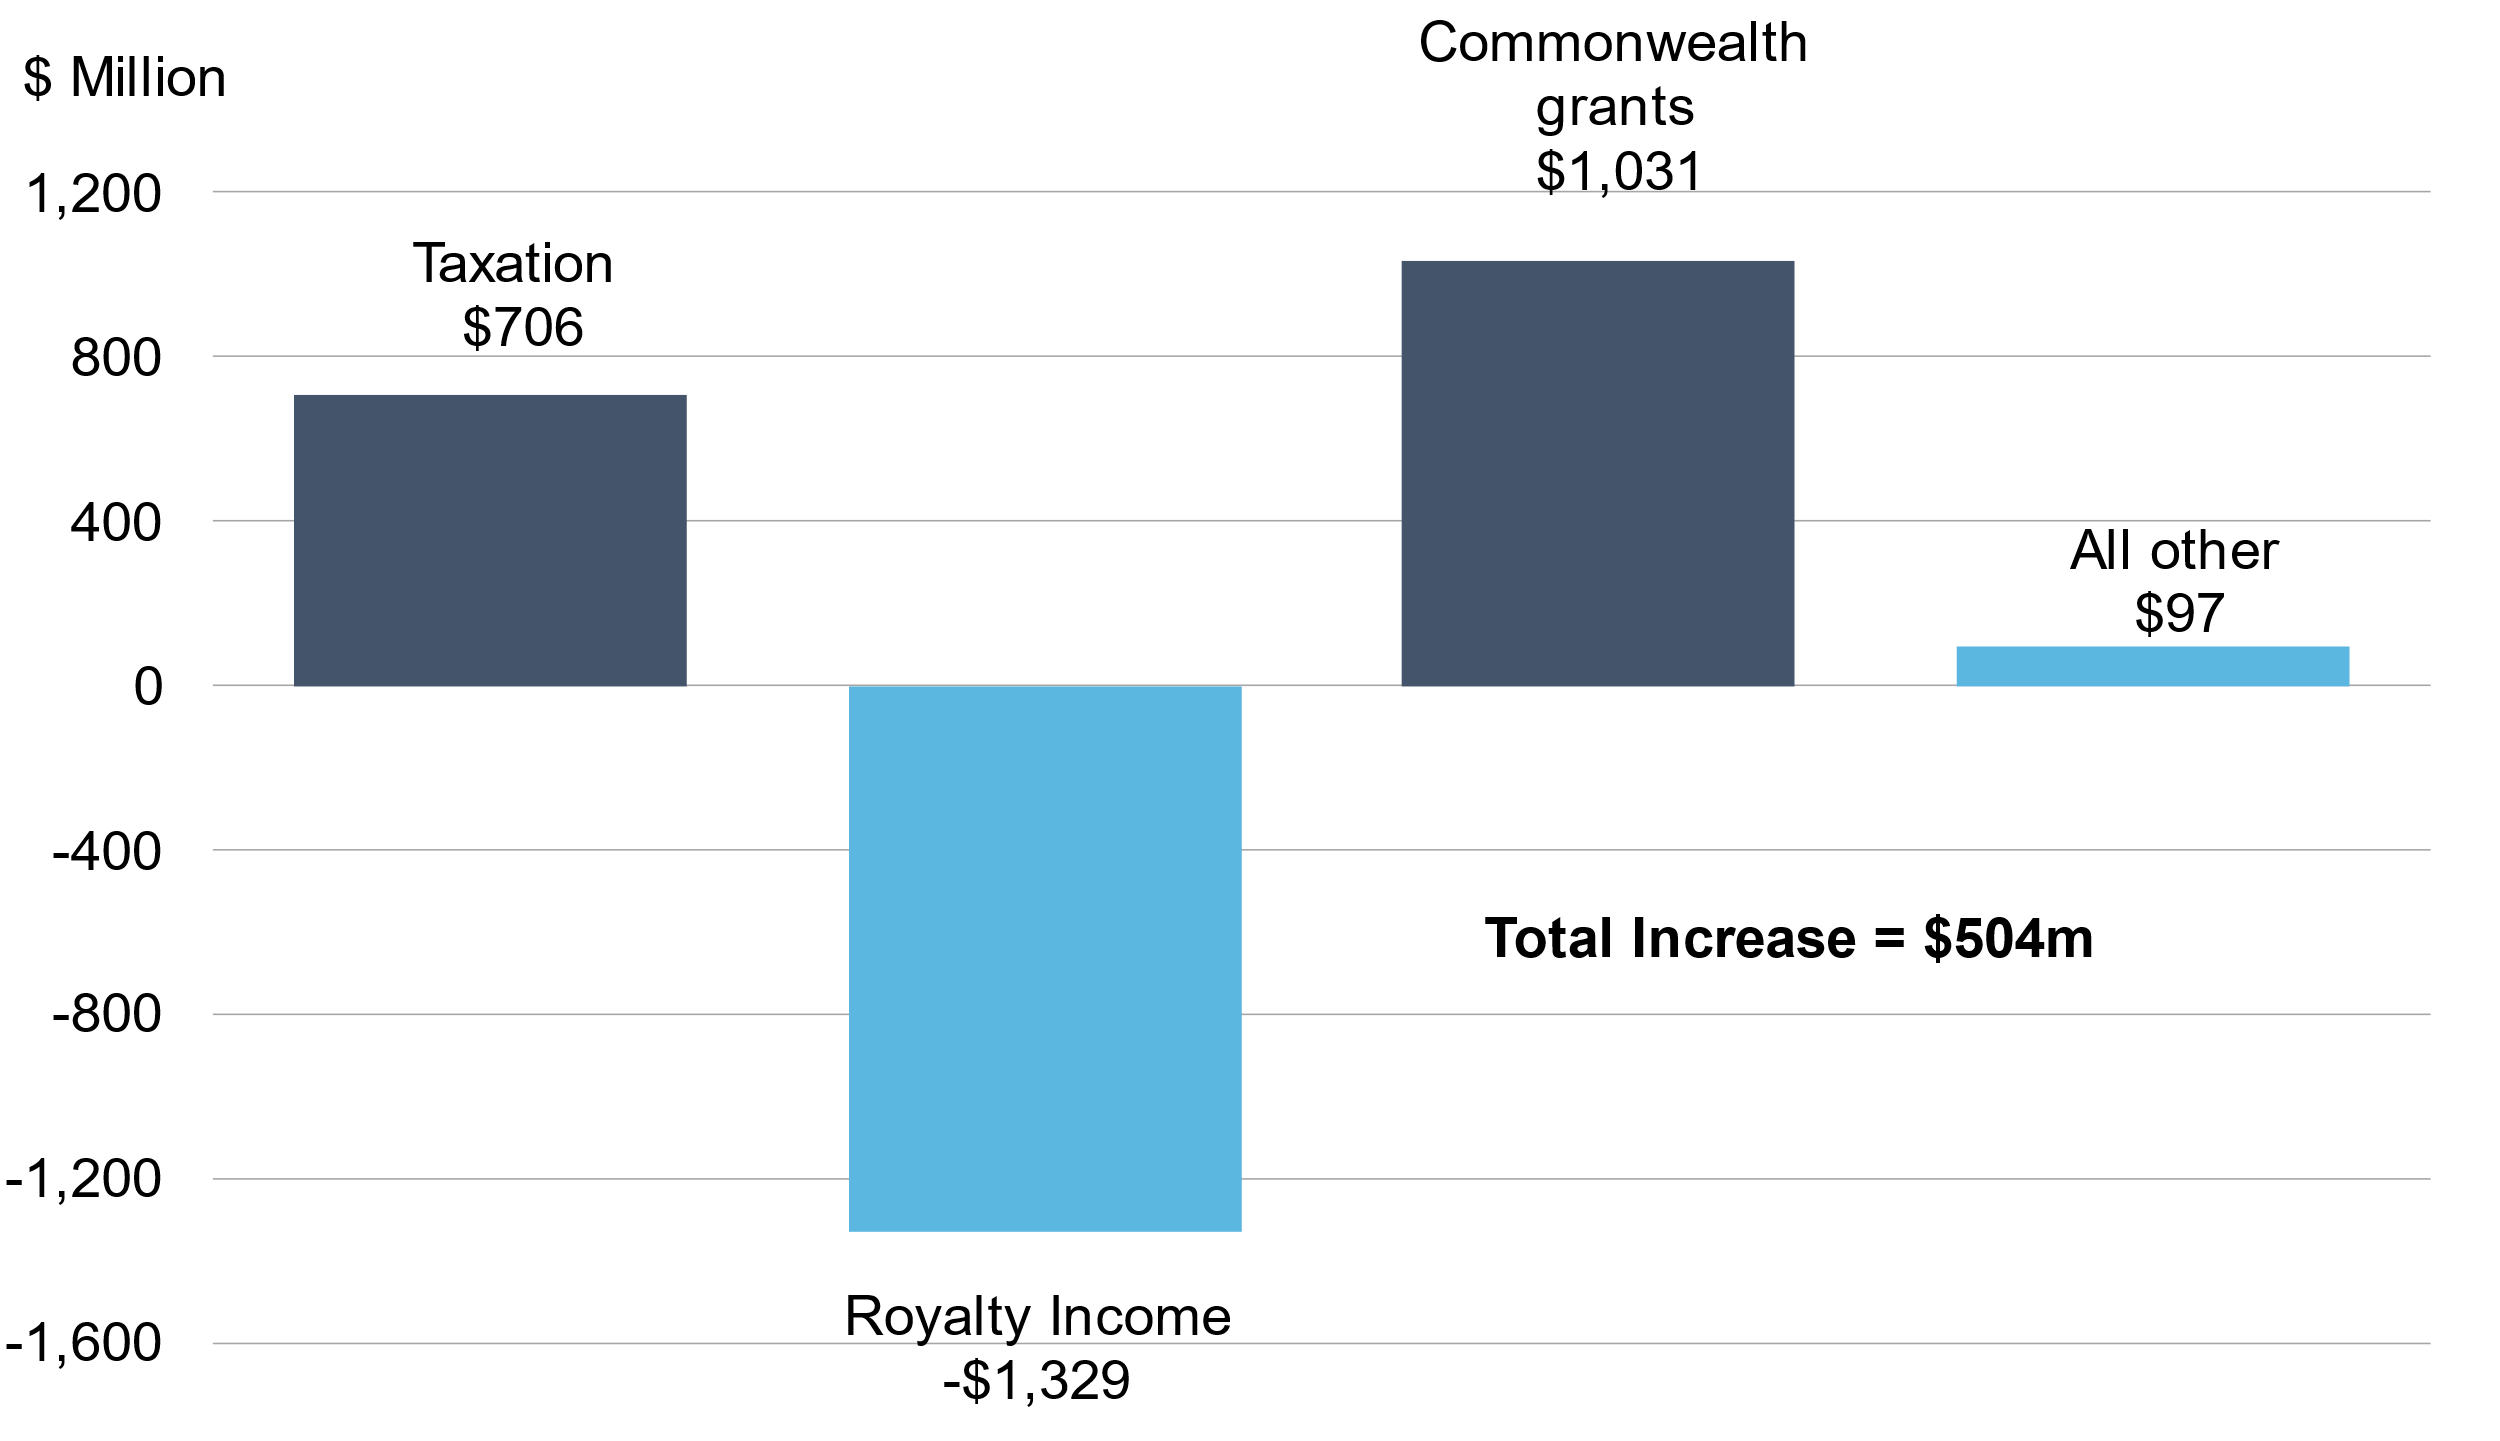 $ Million
Commonwealth
grants
$1,031
1,200
Taxation
$706
800
400
All other
$97
0
-400
Total Increase = $504m
-800
-1,200
Royalty Income
-$1,329
-1,600